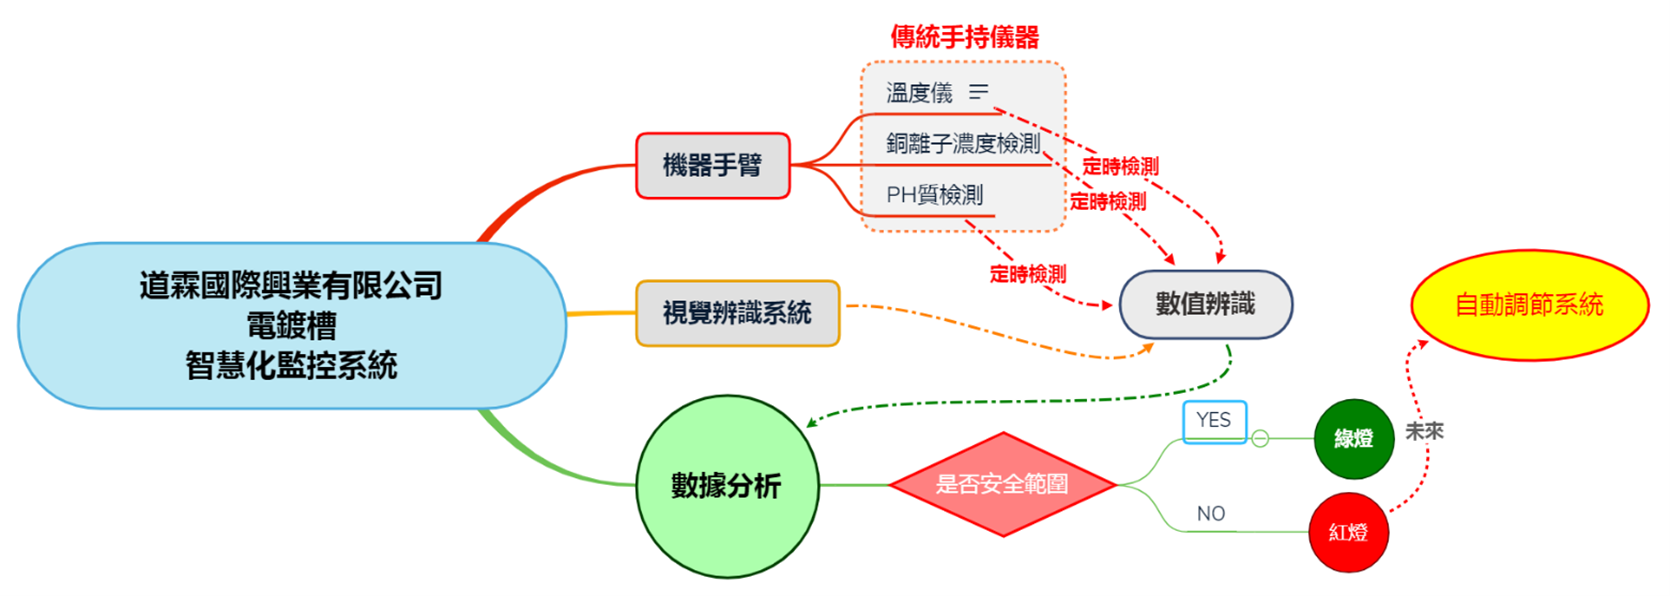 傳統手持儀器
溫度儀
銅離子濃度檢測
PH質檢測
機器手臂
定時檢測
定時檢測
定時檢測
道霖國際興業有限公司
電鍍槽
智慧化監控系統
視覺辨識系統
數值辨識
自動調節系統
數據分析
是否安全範圍
YES
綠燈
未來
NO
紅燈